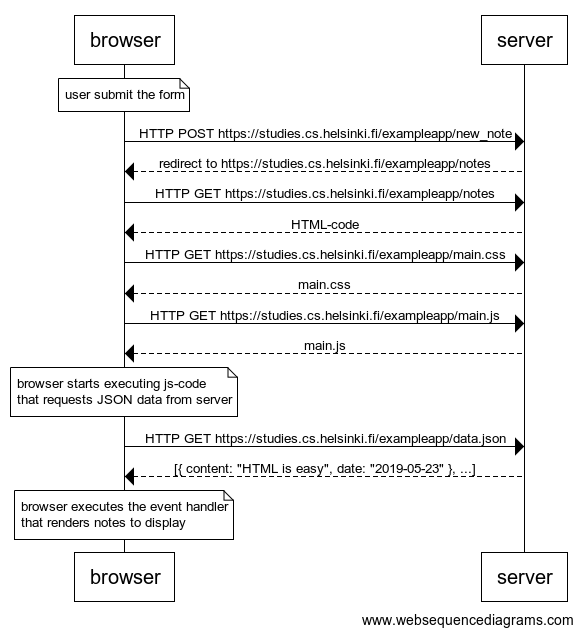 browser
server
user submit the form
HTTP POST https://studies.cs.helsinki.fi/exampleapp/new_note
redirect to https://studies.cs.helsinki.fi/exampleapp/notes
HTTP GET https://studies.cs.helsinki.fi/exampleapp/notes
HTML-code
HTTP GET https://studies.cs.helsinki.fi/exampleapp/main.css
main.css
HTTP GET https://studies.cs.helsinki.fi/exampleapp/main.js
main.js
browser starts executing js-code
that requests JSON data from server
HTTP GET https://studies.cs.helsinki.fi/exampleapp/data.json
[{ content: "HTML is easy", date: "2019-05-23" }, ...]
browser executes the event handler
that renders notes to display
browser
server
www.websequencediagrams.com